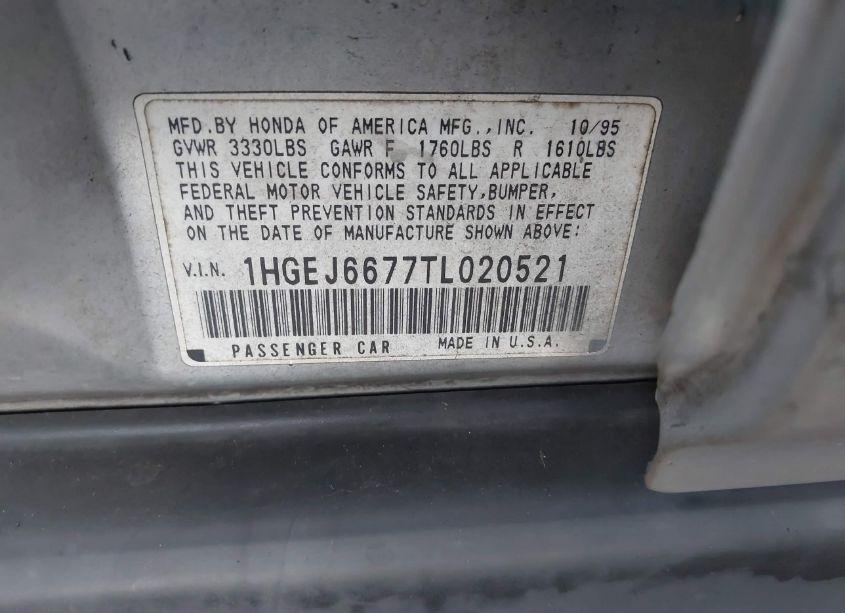 MFD.BY HONDA OF AMERICA MFG.,INC. 10/95
GVWR 3330LBS GAWR F 1760LBS R 1610LBS
THIS VEHICLE CONFORMS TO ALL APPLICABLE
FEDERAL MOTOR VEHICLE SAFETY,BUMPER,
AND THEFT PREVENTION STANDARDS IN EFFECT
ON THE DATE OF MANUFACTURE SHOWN ABOVE:
V.I.N. 1HGEJ6677TL020521
PASSENGER CAR MADE IN U.S.A.